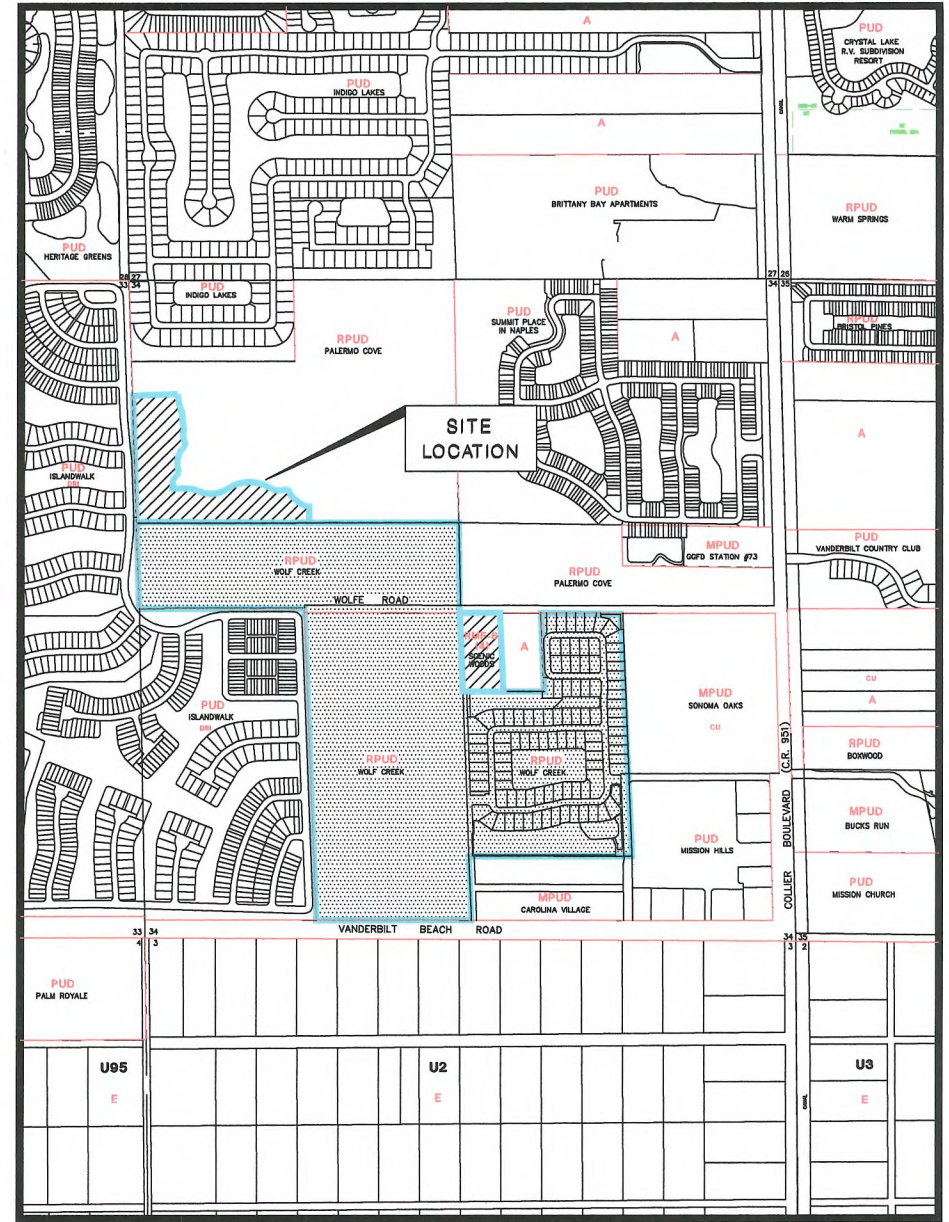 A
PUD
CRYSTAL LAKE
R.V. SUBDIVISION
RESORT
PUD
INDIGO LAKES
CANAL
A
PUD
BRITTANY BAY APARTMENTS
RPUD
WARM SPRINGS
PUD
HERITAGE GREENS
28 27
33 34
27 26
34 35
PUD
INDIGO LAKES
RPUD
PALERMO COVE
PUD
SUMMIT PLACE
IN NAPLES
A
RPUD
BRISTOL PINES
SITE
LOCATION
A
PUD
ISLANDWALK
DRI
RPUD
WOLF CREEK
RPUD
PALERMO COVE
MPUD
GGFD STATION #73
PUD
VANDERBILT COUNTRY CLUB
WOLFE ROAD
SCENIC
WOODS
A
PUD
ISLANDWALK
DRI
MPUD
SONOMA OAKS
CU
CU
A
RPUD
WOLF CREEK
RPUD
WOLF CREEK
RPUD
BOXWOOD
COLLIER BOULEVARD (C.R. 951)
PUD
MISSION HILLS
MPUD
BUCKS RUN
MPUD
CAROLINA VILLAGE
PUD
MISSION CHURCH
VANDERBILT BEACH ROAD
33 34
4 3
34 35
3 2
PUD
PALM ROYALE
U95
E
U2
E
U3
E
CANAL